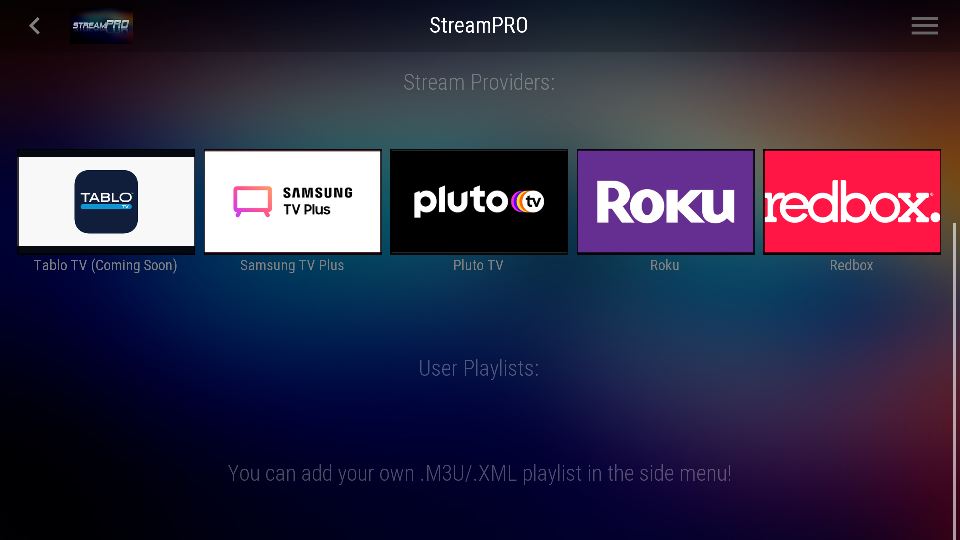 STREAMPRO
StreamPRO
Stream Providers:
TABLO
TV
SAMSUNG
TV Plus
pluto tv
Roku
redbox.
Tablo TV (Coming Soon)
Samsung TV Plus
Pluto TV
Roku
Redbox
User Playlists:
You can add your own .M3U/.XML playlist in the side menu!